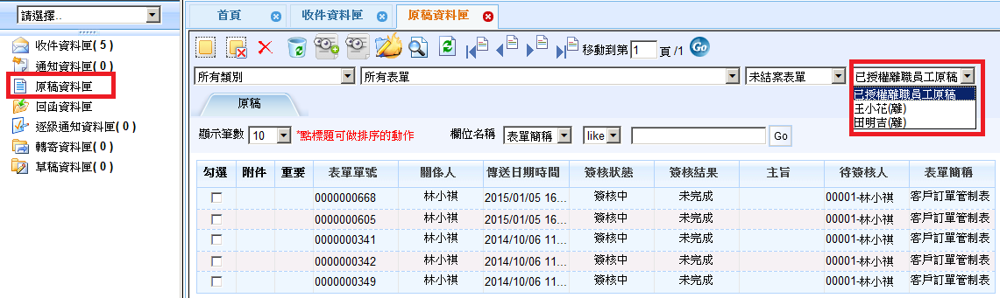 請選擇..
收件資料匣( 5 )
通知資料匣( 0 )
原稿資料匣
回函資料匣
逐級通知資料匣( 0 )
轉寄資料匣( 0 )
草稿資料匣( 0 )
首頁 收件資料匣 原稿資料匣
移動到第 1 頁 /1 Go
所有類別 所有表單 未結案表單 已授權離職員工原稿
已授權離職員工原稿
王小花(離)
田明吉(離)
原稿
顯示筆數 10 *點標題可做排序的動作 欄位名稱 表單簡稱 like Go
勾選 附件 重要 表單單號 關係人 傳送日期時間 簽核狀態 簽核結果 主旨 待簽核人 表單簡稱
0000000668 林小祺 2015/01/05 16... 簽核中 未完成 00001-林小祺 客戶訂單管制表
0000000605 林小祺 2015/01/05 16... 簽核中 未完成 00001-林小祺 客戶訂單管制表
0000000341 林小祺 2014/10/06 11... 簽核中 未完成 00001-林小祺 客戶訂單管制表
0000000342 林小祺 2014/10/06 11... 簽核中 未完成 00001-林小祺 客戶訂單管制表
0000000349 林小祺 2014/10/06 11... 簽核中 未完成 00001-林小祺 客戶訂單管制表